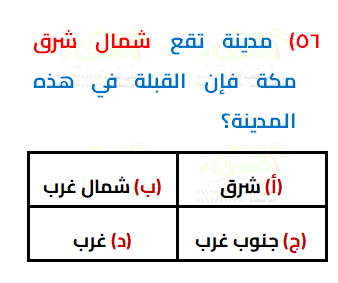 ٥٦) مدينة تقع شمال شرق
مكة فإن القبلة في هذه
المدينة؟
(أ) شرق (ب) شمال غرب
(ج) جنوب غرب (د) غرب